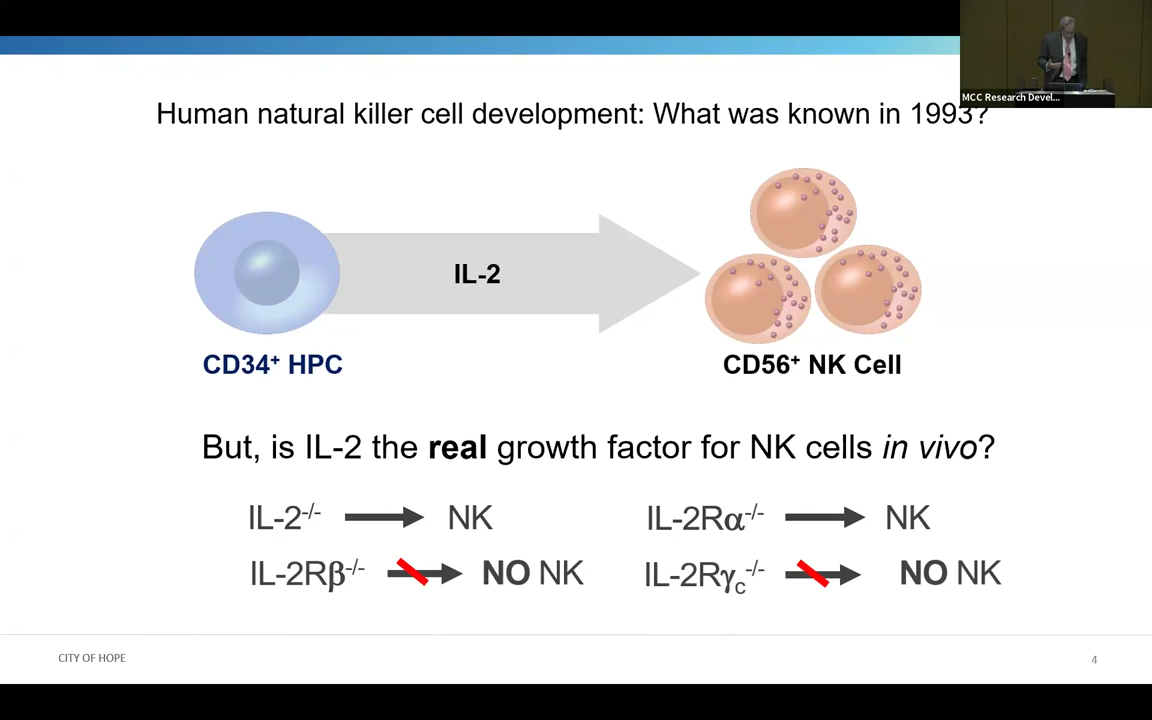 MCC Research Devel...
Human natural killer cell development: What was known in 1993?
IL-2
CD34⁺ HPC
CD56⁺ NK Cell
But, is IL-2 the real growth factor for NK cells in vivo?
IL-2⁻/⁻ NK
IL-2Rα⁻/⁻ NK
IL-2Rβ⁻/⁻ NO NK
IL-2Rγc⁻/⁻ NO NK
CITY OF HOPE
4